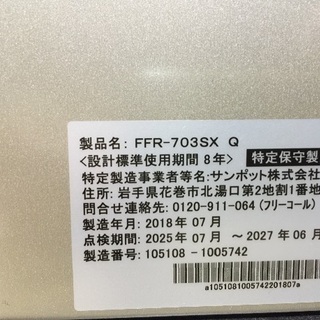 製品名: FFR-703SX Q
<設計標準使用期間 8年> 特定保守製
特定製造事業者等名: サンポット株式会社
住所: 岩手県花巻市北湯口第2地割1番地
問合せ連絡先: 0120-911-064 (フリーコール)
製造年月: 2018年07月
点検期間: 2025年 07月 > 2027年 06月
製造番号: 105108 -1005742
a1051081005742201807a